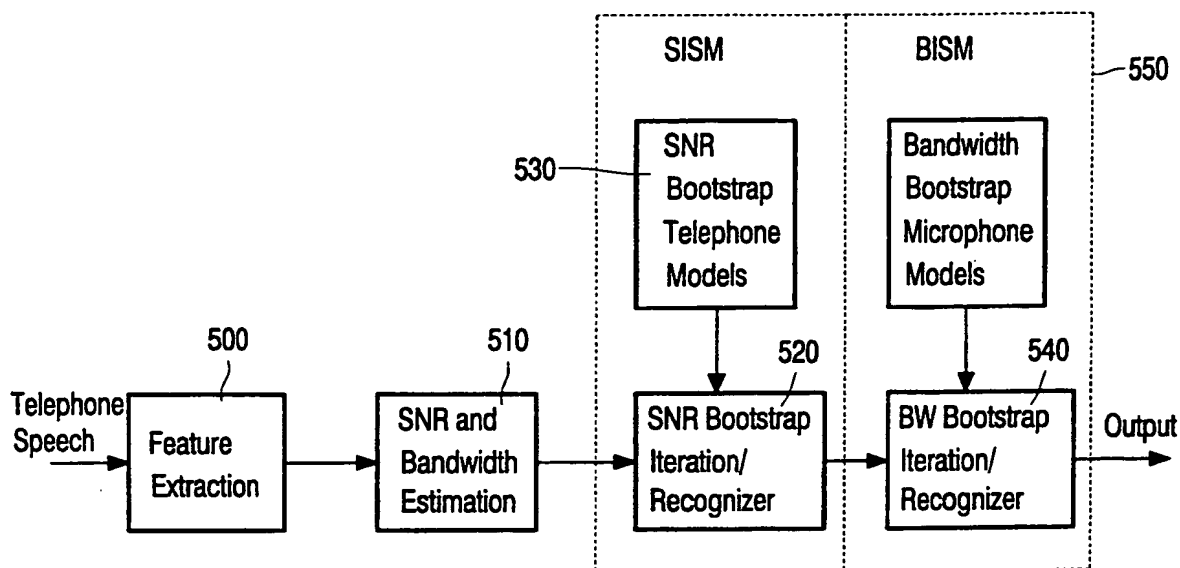 SISM
BISM
550
530
SNR
Bootstrap
Telephone
Models
Bandwidth
Bootstrap
Microphone
Models
500
510
520
540
Telephone
Speech
Feature
Extraction
SNR and
Bandwidth
Estimation
SNR Bootstrap
Iteration/
Recognizer
BW Bootstrap
Iteration/
Recognizer
Output